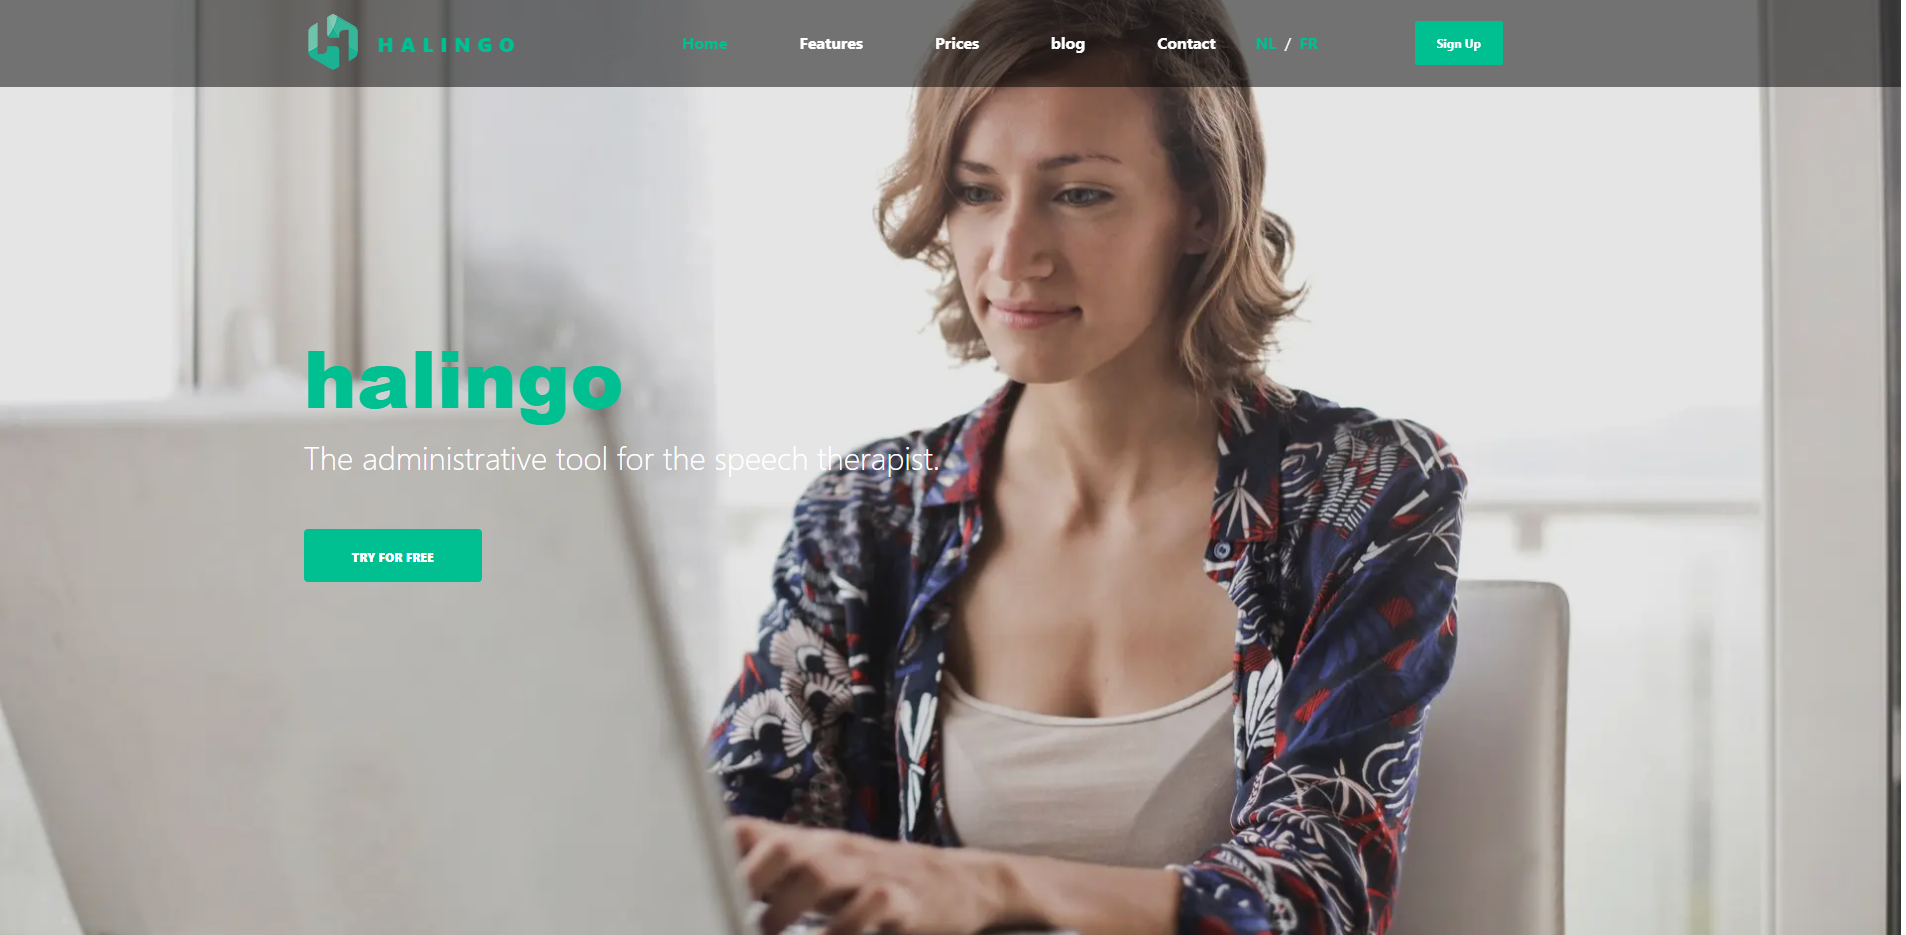 HALINGO
Home
Features
Prices
blog
Contact
NL / FR
Sign Up
halingo
The administrative tool for the speech therapist.
TRY FOR FREE